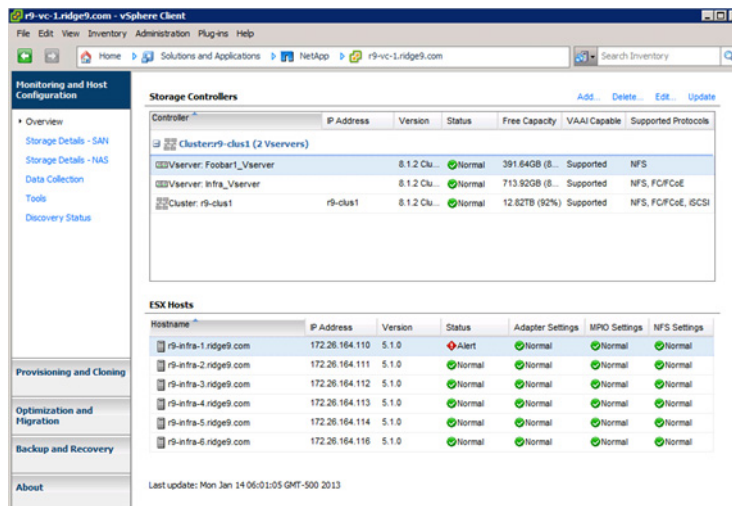 r9-vc-1.ridge9.com - vSphere Client
File Edit View Inventory Administration Plug-ins Help
Home Solutions and Applications NetApp r9-vc-1.ridge9.com Search Inventory
Monitoring and Host Configuration
Overview
Storage Details - SAN
Storage Details - NAS
Data Collection
Tools
Discovery Status
Provisioning and Cloning
Optimization and Migration
Backup and Recovery
About
Storage Controllers Add... Delete... Edit... Update
Controller IP Address Version Status Free Capacity VAAI Capable Supported Protocols
Cluster:r9-clus1 (2 Vservers)
Vserver: Foobar1_Vserver 8.1.2 Clu... Normal 391.64GB (8... Supported NFS
Vserver: Infra_Vserver 8.1.2 Clu... Normal 713.92GB (8... Supported NFS, FC/FCoE
Cluster: r9-clus1 r9-clus1 8.1.2 Clu... Normal 12.82TB (92%) Supported NFS, FC/FCoE, iSCSI
ESX Hosts
Hostname IP Address Version Status Adapter Settings MPIO Settings NFS Settings
r9-infra-1.ridge9.com 172.26.164.110 5.1.0 Alert Normal Normal Normal
r9-infra-2.ridge9.com 172.26.164.111 5.1.0 Normal Normal Normal Normal
r9-infra-3.ridge9.com 172.26.164.112 5.1.0 Normal Normal Normal Normal
r9-infra-4.ridge9.com 172.26.164.113 5.1.0 Normal Normal Normal Normal
r9-infra-5.ridge9.com 172.26.164.114 5.1.0 Normal Normal Normal Normal
r9-infra-6.ridge9.com 172.26.164.116 5.1.0 Normal Normal Normal Normal
Last update: Mon Jan 14 06:01:05 GMT-500 2013